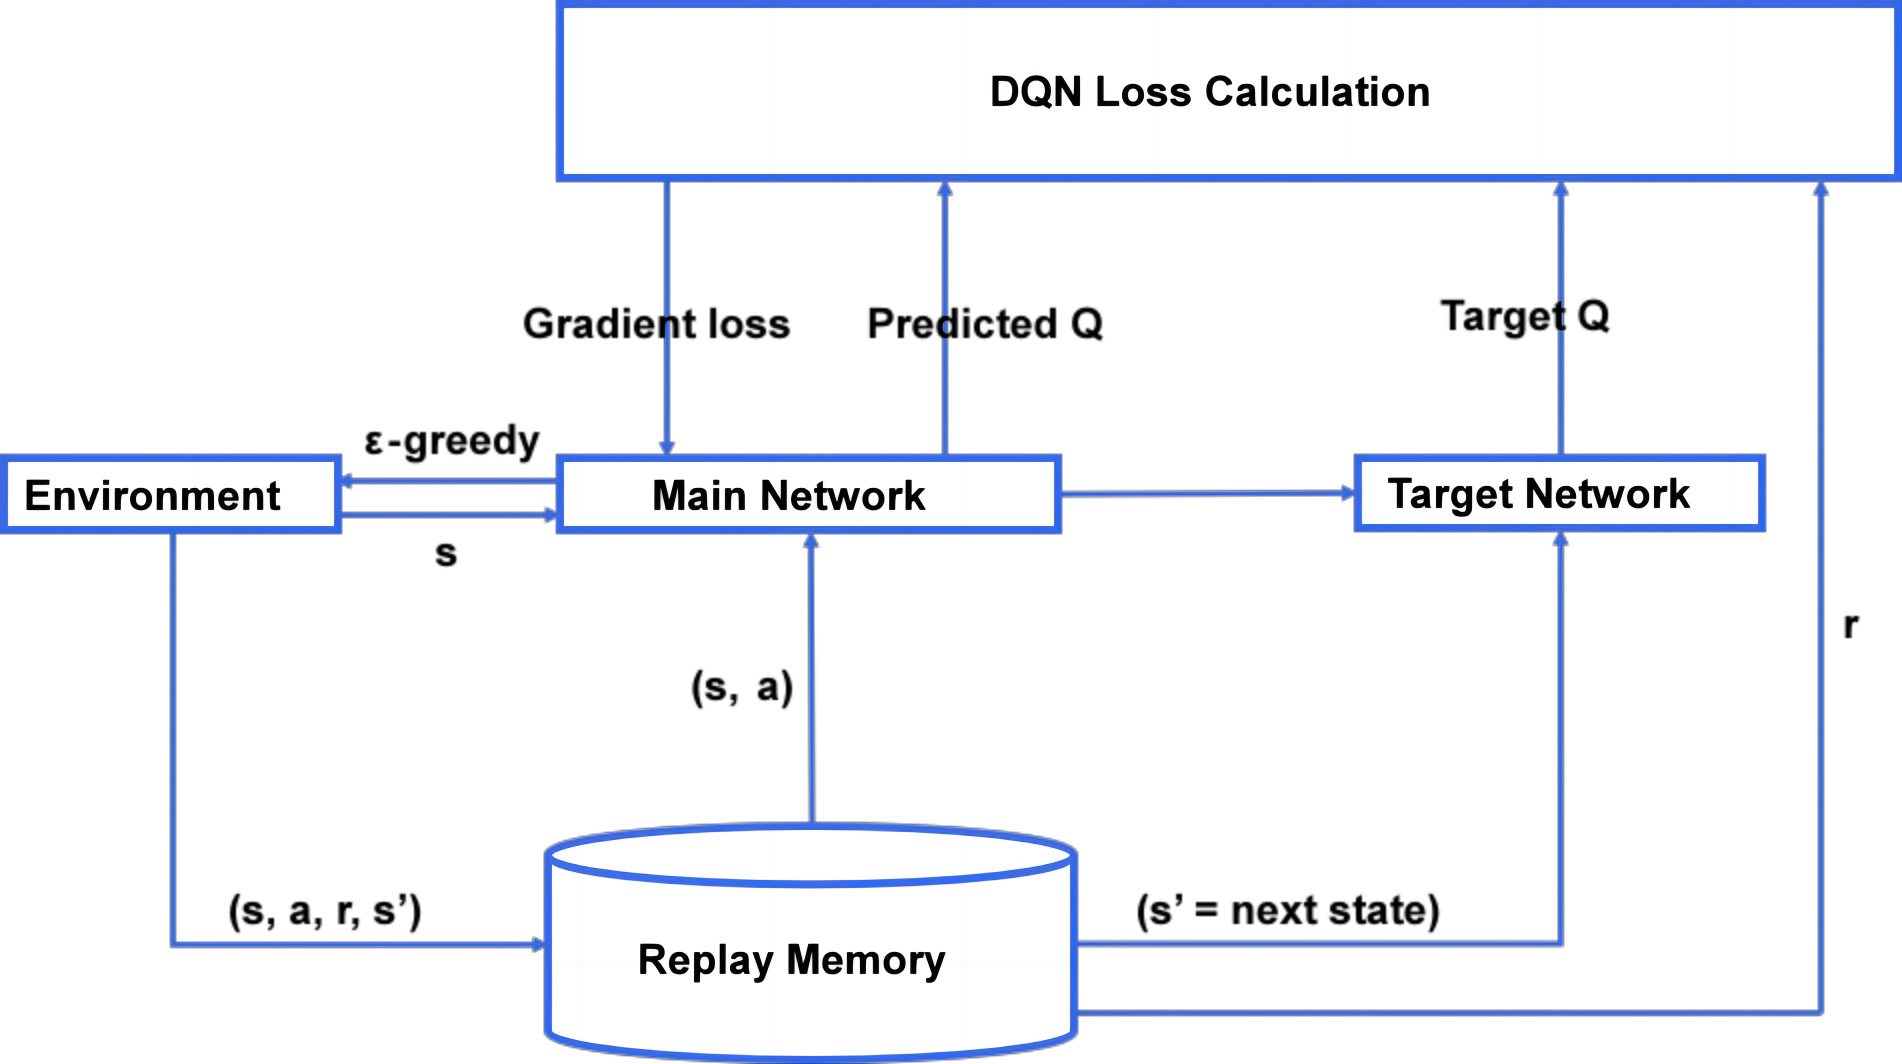 DQN Loss Calculation
Gradient loss
Predicted Q
Target Q
ε-greedy
Environment
Main Network
Target Network
s
r
(s, a)
(s, a, r, s’)
(s’ = next state)
Replay Memory